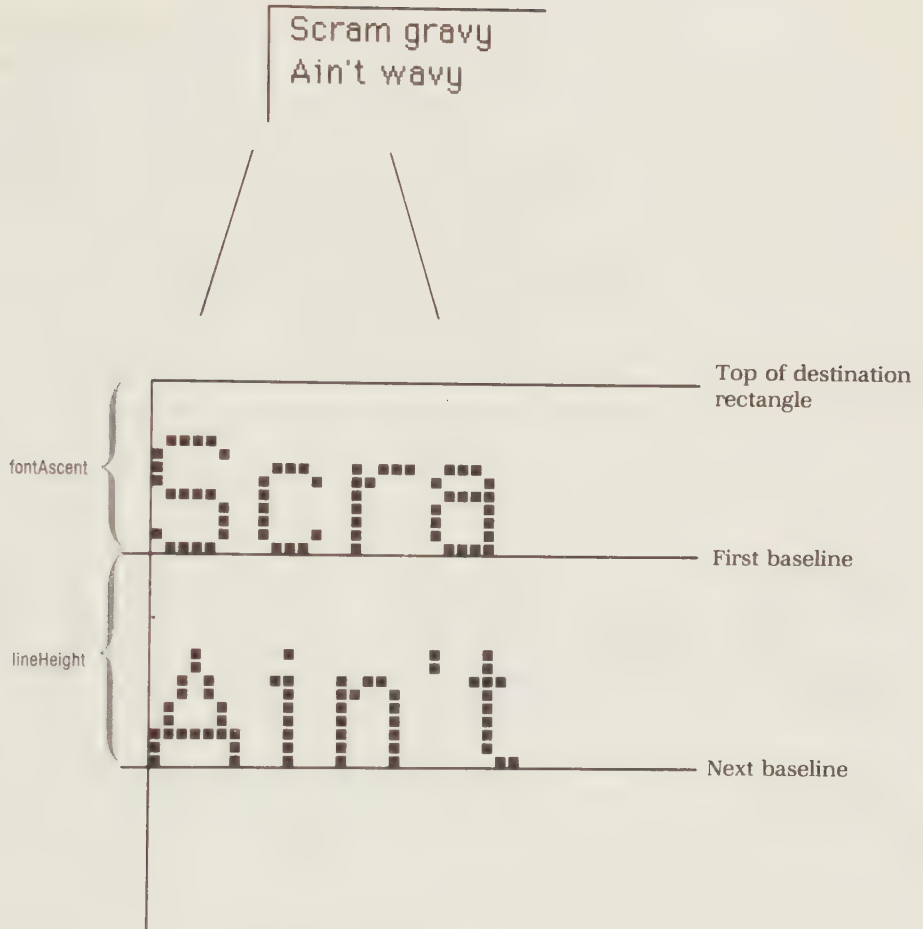 Scram gravy
Ain't wavy
Top of destination
rectangle
fontAscent
Scra
First baseline
lineHeight
Ain't
Next baseline